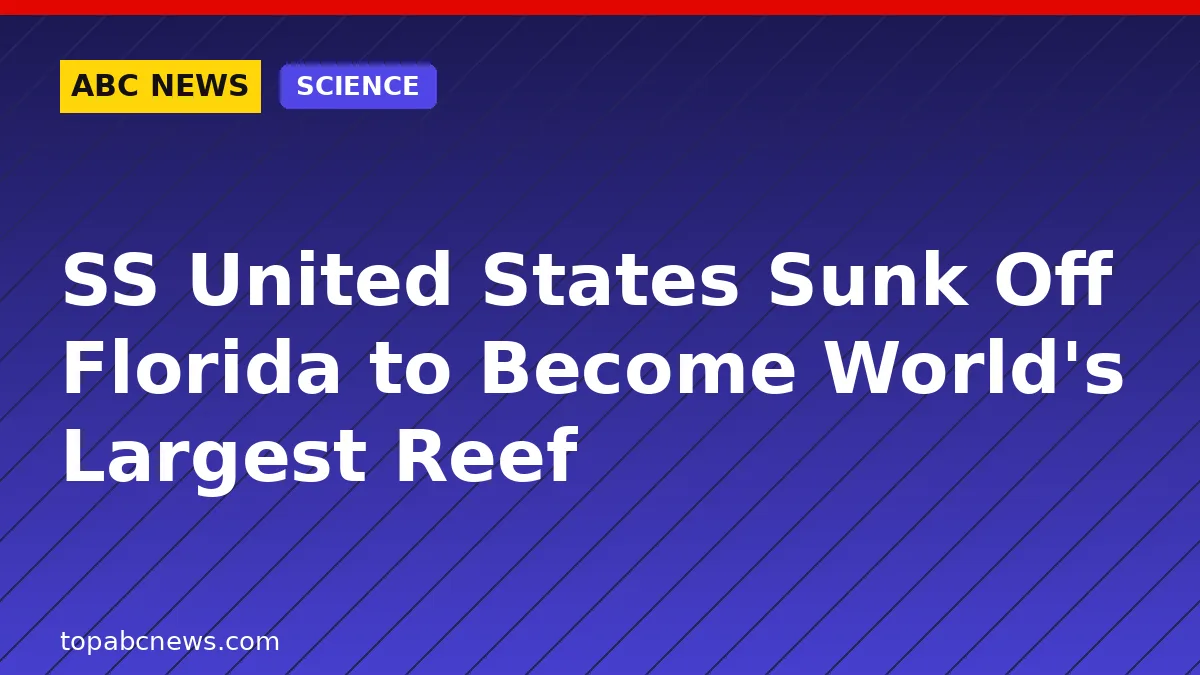 ABC NEWS
SCIENCE
SS United States Sunk Off
Florida to Become World's
Largest Reef
topabcnews.com